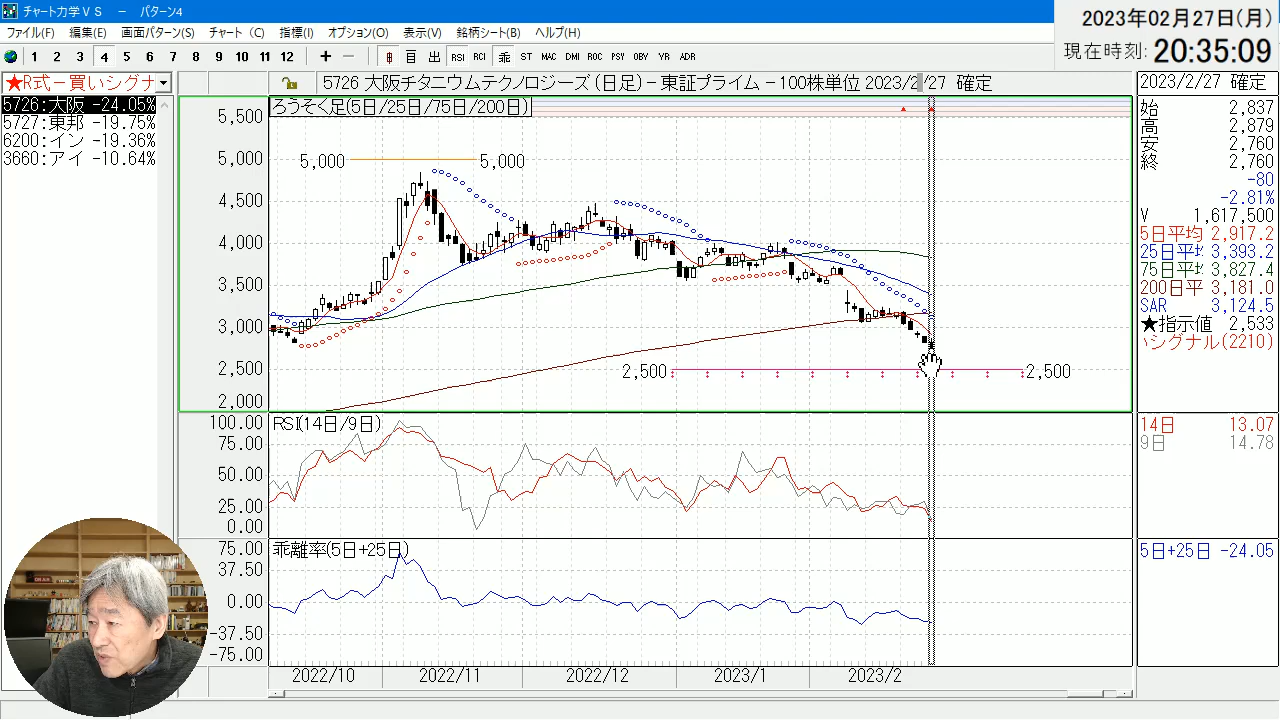 チャート力学VS － パターン4
2023年02月27日(月)
現在時刻: 20:35:09
ファイル(F) 編集(E) 画面パターン(S) チャート (C) 指標(I) オプション(O) 表示(V) 銘柄シート(B) ヘルプ(H)
1 2 3 4 5 6 7 8 9 10 11 12 + － 日 出 RSI RCI 乖 ST MAC DMI ROC PSY OBV YR ADR
★R式－買いシグナ
5726 大阪チタニウムテクノロジーズ (日足)－東証プライム －100株単位 2023/2/27 確定
2023/2/27 確定
5726:大阪 -24.05%
5727:東邦 -19.75%
6200:イン -19.36%
3660:アイ -10.64%
ろうそく足(5日/25日/75日/200日)
5,500
5,000
4,500
4,000
3,500
3,000
2,500
2,000
5,000 5,000
2,500 2,500
始 2,837
高 2,879
安 2,760
終 2,760
-80
-2.81%
V 1,617,500
5日平均 2,917.2
25日平均 3,393.2
75日平均 3,827.4
200日平 3,181.0
SAR 3,124.5
★指示値 2,533
シグナル(2210)
RSI(14日/9日)
100.00
75.00
50.00
25.00
0.00
14日 13.07
9日 14.78
乖離率(5日+25日)
75.00
37.50
0.00
-37.50
-75.00
5日+25日 -24.05
2022/10 2022/11 2022/12 2023/1 2023/2